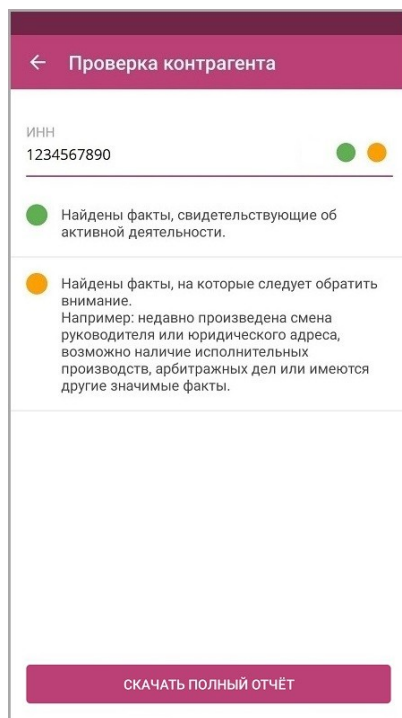 Проверка контрагента
ИНН
1234567890
Найдены факты, свидетельствующие об
активной деятельности.
Найдены факты, на которые следует обратить
внимание.
Например: недавно произведена смена
руководителя или юридического адреса,
возможно наличие исполнительных
производств, арбитражных дел или имеются
другие значимые факты.
СКАЧАТЬ ПОЛНЫЙ ОТЧЁТ